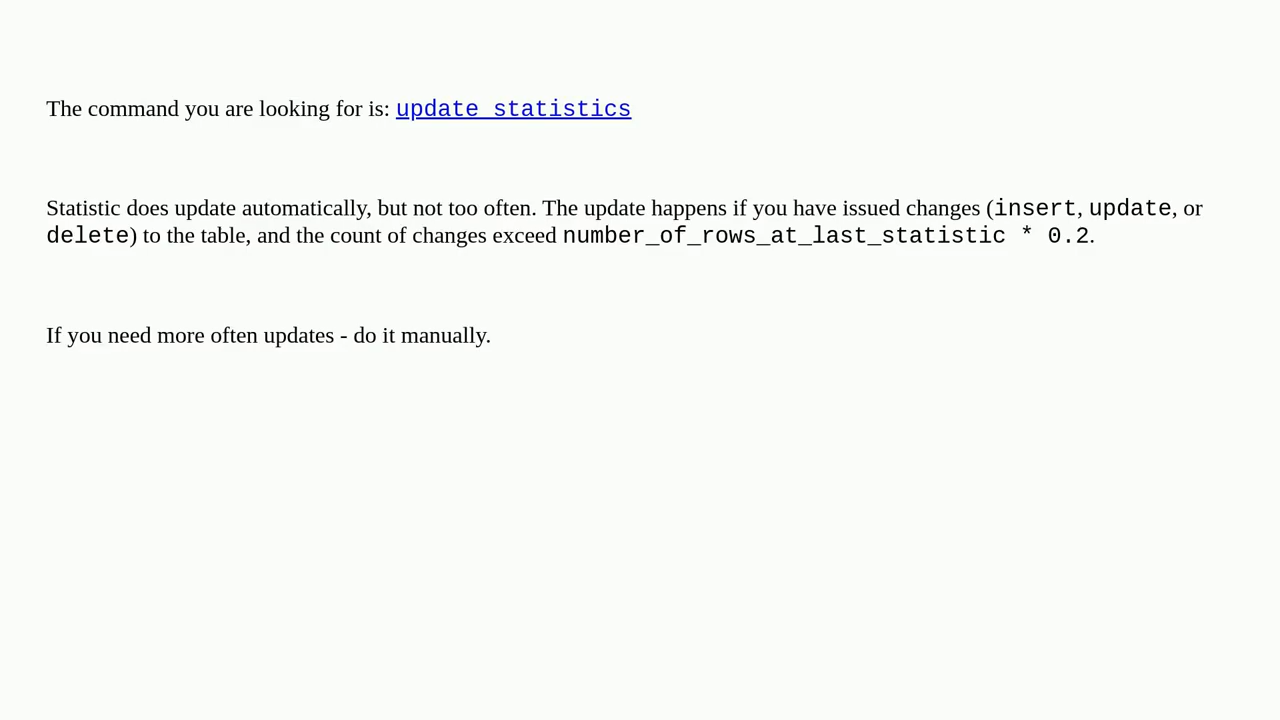 The command you are looking for is: update statistics
Statistic does update automatically, but not too often. The update happens if you have issued changes (insert, update, or
delete) to the table, and the count of changes exceed number_of_rows_at_last_statistic * 0.2.
If you need more often updates - do it manually.